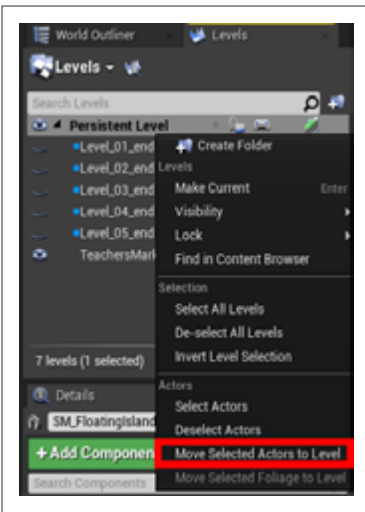 World Outliner
Levels
Levels
Search Levels
Persistent Level
Level_01_end
Create Folder
Level_02_end
Levels
Level_03_end
Make Current Enter
Level_04_end
Visibility
Level_05_end
Lock
TeachersMar
Find in Content Browser
Selection
Select All Levels
De-select All Levels
7 levels (1 selected)
Invert Level Selection
Actors
Details
Select Actors
SM_FloatingIsland
Deselect Actors
+Add Componen
Move Selected Actors to Level
Search Components
Move Selected Foliage to Level